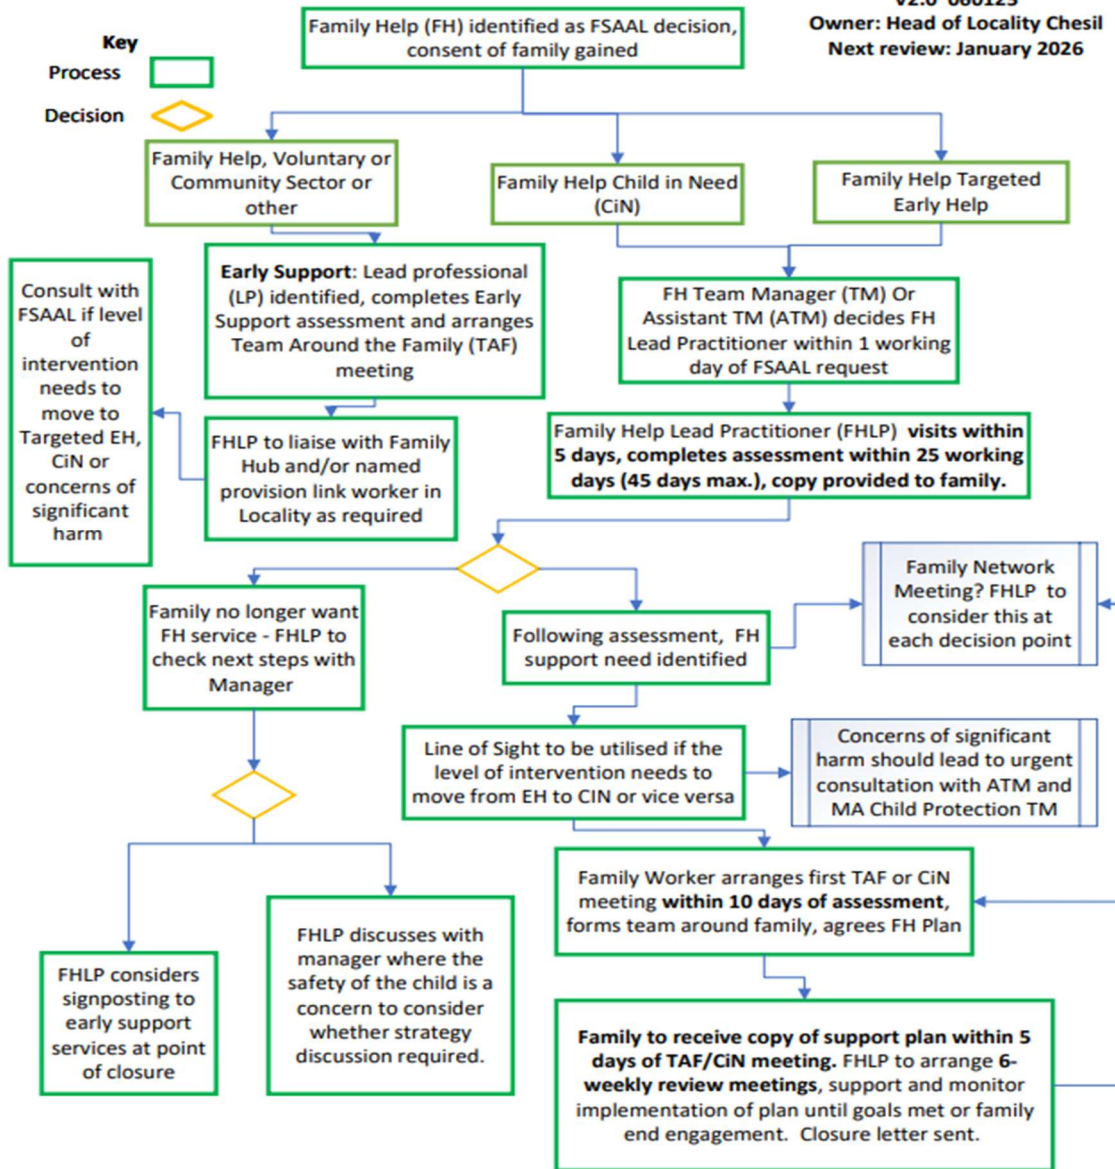 V2.0 060125
Owner: Head of Locality Chesil
Next review: January 2026
Key
Process
Decision
Family Help (FH) identified as FSAAL decision,
consent of family gained
Family Help, Voluntary or
Community Sector or
other
Family Help Child in Need
(CiN)
Family Help Targeted
Early Help
Consult with
FSAAL if level
of
intervention
needs to
move to
Targeted EH,
CiN or
concerns of
significant
harm
Early Support: Lead professional
(LP) identified, completes Early
Support assessment and arranges
Team Around the Family (TAF)
meeting
FH Team Manager (TM) Or
Assistant TM (ATM) decides FH
Lead Practitioner within 1 working
day of FSAAL request
FHLP to liaise with Family
Hub and/or named
provision link worker in
Locality as required
Family Help Lead Practitioner (FHLP) visits within
5 days, completes assessment within 25 working
days (45 days max.), copy provided to family.
Family no longer want
FH service - FHLP to
check next steps with
Manager
Following assessment, FH
support need identified
Family Network
Meeting? FHLP to
consider this at
each decision point
Line of Sight to be utilised if the
level of intervention needs to
move from EH to CIN or vice versa
Concerns of significant
harm should lead to urgent
consultation with ATM and
MA Child Protection TM
Family Worker arranges first TAF or CiN
meeting within 10 days of assessment,
forms team around family, agrees FH Plan
FHLP considers
signposting to
early support
services at point
of closure
FHLP discusses with
manager where the
safety of the child is a
concern to consider
whether strategy
discussion required.
Family to receive copy of support plan within 5
days of TAF/CiN meeting. FHLP to arrange 6-
weekly review meetings, support and monitor
implementation of plan until goals met or family
end engagement. Closure letter sent.